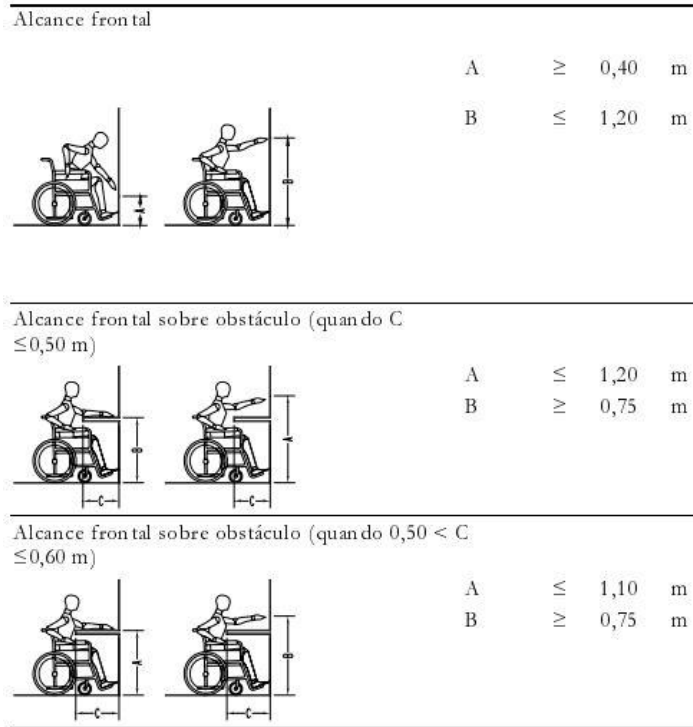 Alcance frontal
A ≥ 0,40 m
B ≤ 1,20 m
A
B
Alcance frontal sobre obstáculo (quando C
≤0,50 m)
A ≤ 1,20 m
B ≥ 0,75 m
B
C
A
C
Alcance frontal sobre obstáculo (quando 0,50 < C
≤0,60 m)
A ≤ 1,10 m
B ≥ 0,75 m
A
C
B
C